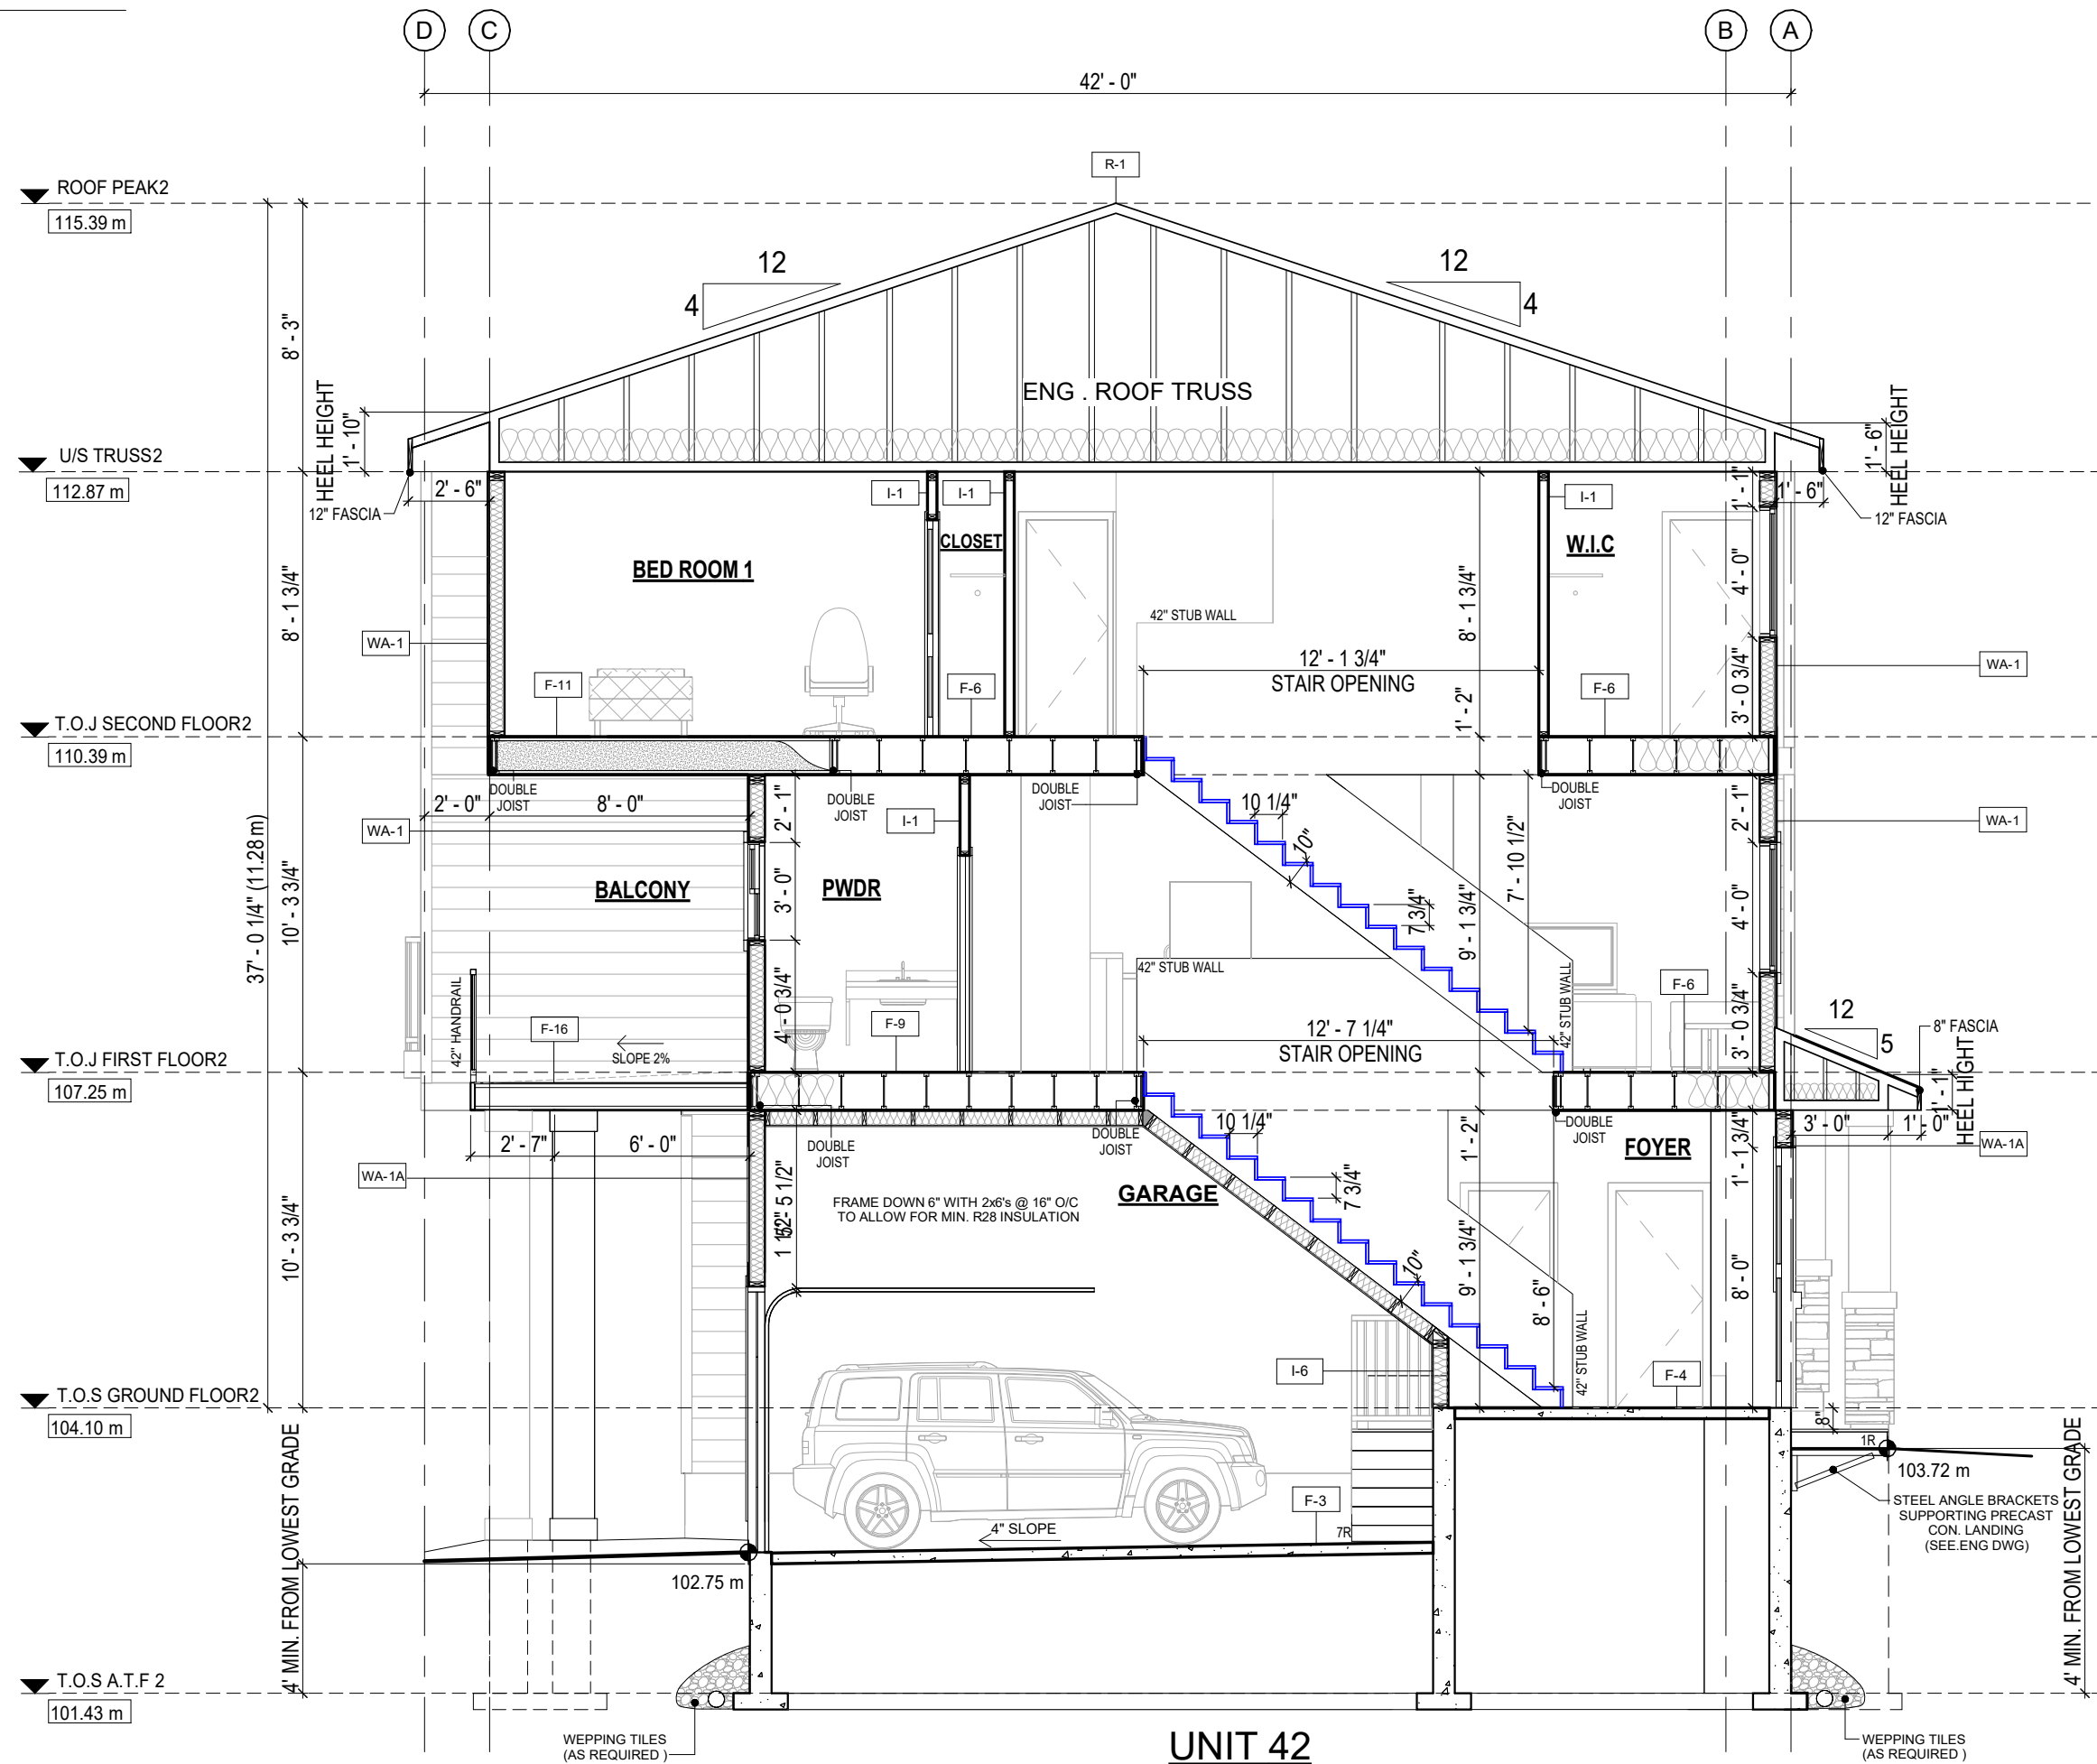 D
C
B
A
42' - 0"
R-1
ROOF PEAK2
115.39 m
12
4
12
4
8' - 3"
ENG . ROOF TRUSS
HEEL HEIGHT
1' - 10"
1' - 6"
HEEL HEIGHT
U/S TRUSS2
112.87 m
2' - 6"
12" FASCIA
I-1
I-1
I-1
1' - 1"
1' - 6"
12" FASCIA
CLOSET
W.I.C
BED ROOM 1
8' - 1 3/4"
8' - 1 3/4"
4' - 0"
42" STUB WALL
WA-1
WA-1
12' - 1 3/4"
STAIR OPENING
F-11
F-6
F-6
3' - 0 3/4"
1' - 2"
T.O.J SECOND FLOOR2
110.39 m
DOUBLE
JOIST
DOUBLE
JOIST
DOUBLE
JOIST
DOUBLE
JOIST
2' - 0"
8' - 0"
2' - 1"
10 1/4"
2' - 1"
WA-1
I-1
WA-1
10"
7' - 10 1/2"
37' - 0 1/4" (11.28m)
10' - 3 3/4"
BALCONY
3' - 0"
PWDR
7 3/4"
9' - 1 3/4"
4' - 0"
42" STUB WALL
42" HANDRAIL
4' - 0 3/4"
F-16
SLOPE 2%
F-9
42" STUB WALL
F-6
3' - 0 3/4"
12
5
8" FASCIA
12' - 7 1/4"
STAIR OPENING
T.O.J FIRST FLOOR2
107.25 m
1' - 1"
HEEL HIGHT
2' - 7"
6' - 0"
DOUBLE
JOIST
DOUBLE
JOIST
10 1/4"
1' - 2"
DOUBLE
JOIST
FOYER
1' - 1 3/4"
3' - 0"
1' - 0"
WA-1A
WA-1A
5 1/2"
FRAME DOWN 6" WITH 2x6's @ 16" O/C
TO ALLOW FOR MIN. R28 INSULATION
GARAGE
7 3/4"
10' - 3 3/4"
10"
9' - 1 3/4"
8' - 6"
8' - 0"
42" STUB WALL
I-6
F-4
T.O.S GROUND FLOOR2
104.10 m
8"
1R
103.72 m
4' MIN. FROM LOWEST GRADE
F-3
4" SLOPE
7R
STEEL ANGLE BRACKETS
SUPPORTING PRECAST
CON. LANDING
(SEE.ENG DWG)
4' MIN. FROM LOWEST GRADE
102.75 m
T.O.S A.T.F 2
101.43 m
WEPPING TILES
(AS REQUIRED )
UNIT 42
WEPPING TILES
(AS REQUIRED )